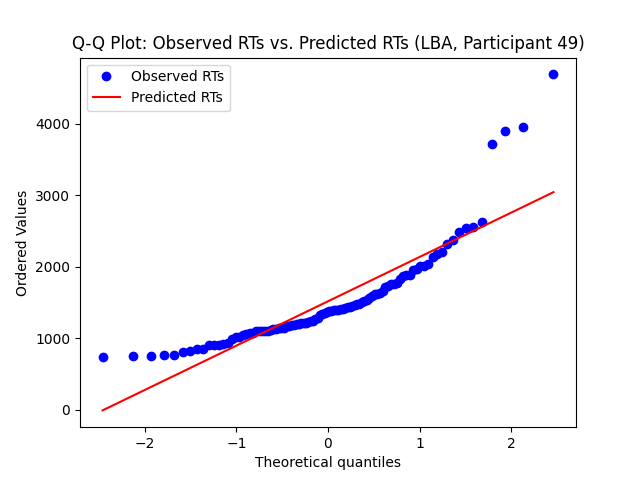 Q-Q Plot: Observed RTs vs. Predicted RTs (LBA, Participant 49)
Observed RTs
Predicted RTs
Ordered Values
4000
3000
2000
1000
0
−2
−1
0
1
2
Theoretical quantiles